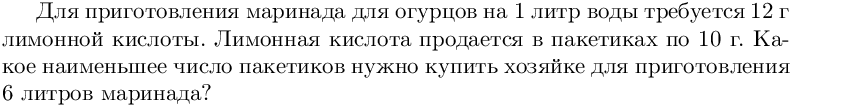 Для приготовления маринада для огурцов на 1 литр воды требуется 12 г
лимонной кислоты. Лимонная кислота продается в пакетиках по 10 г. Ка-
кое наименьшее число пакетиков нужно купить хозяйке для приготовления
6 литров маринада?